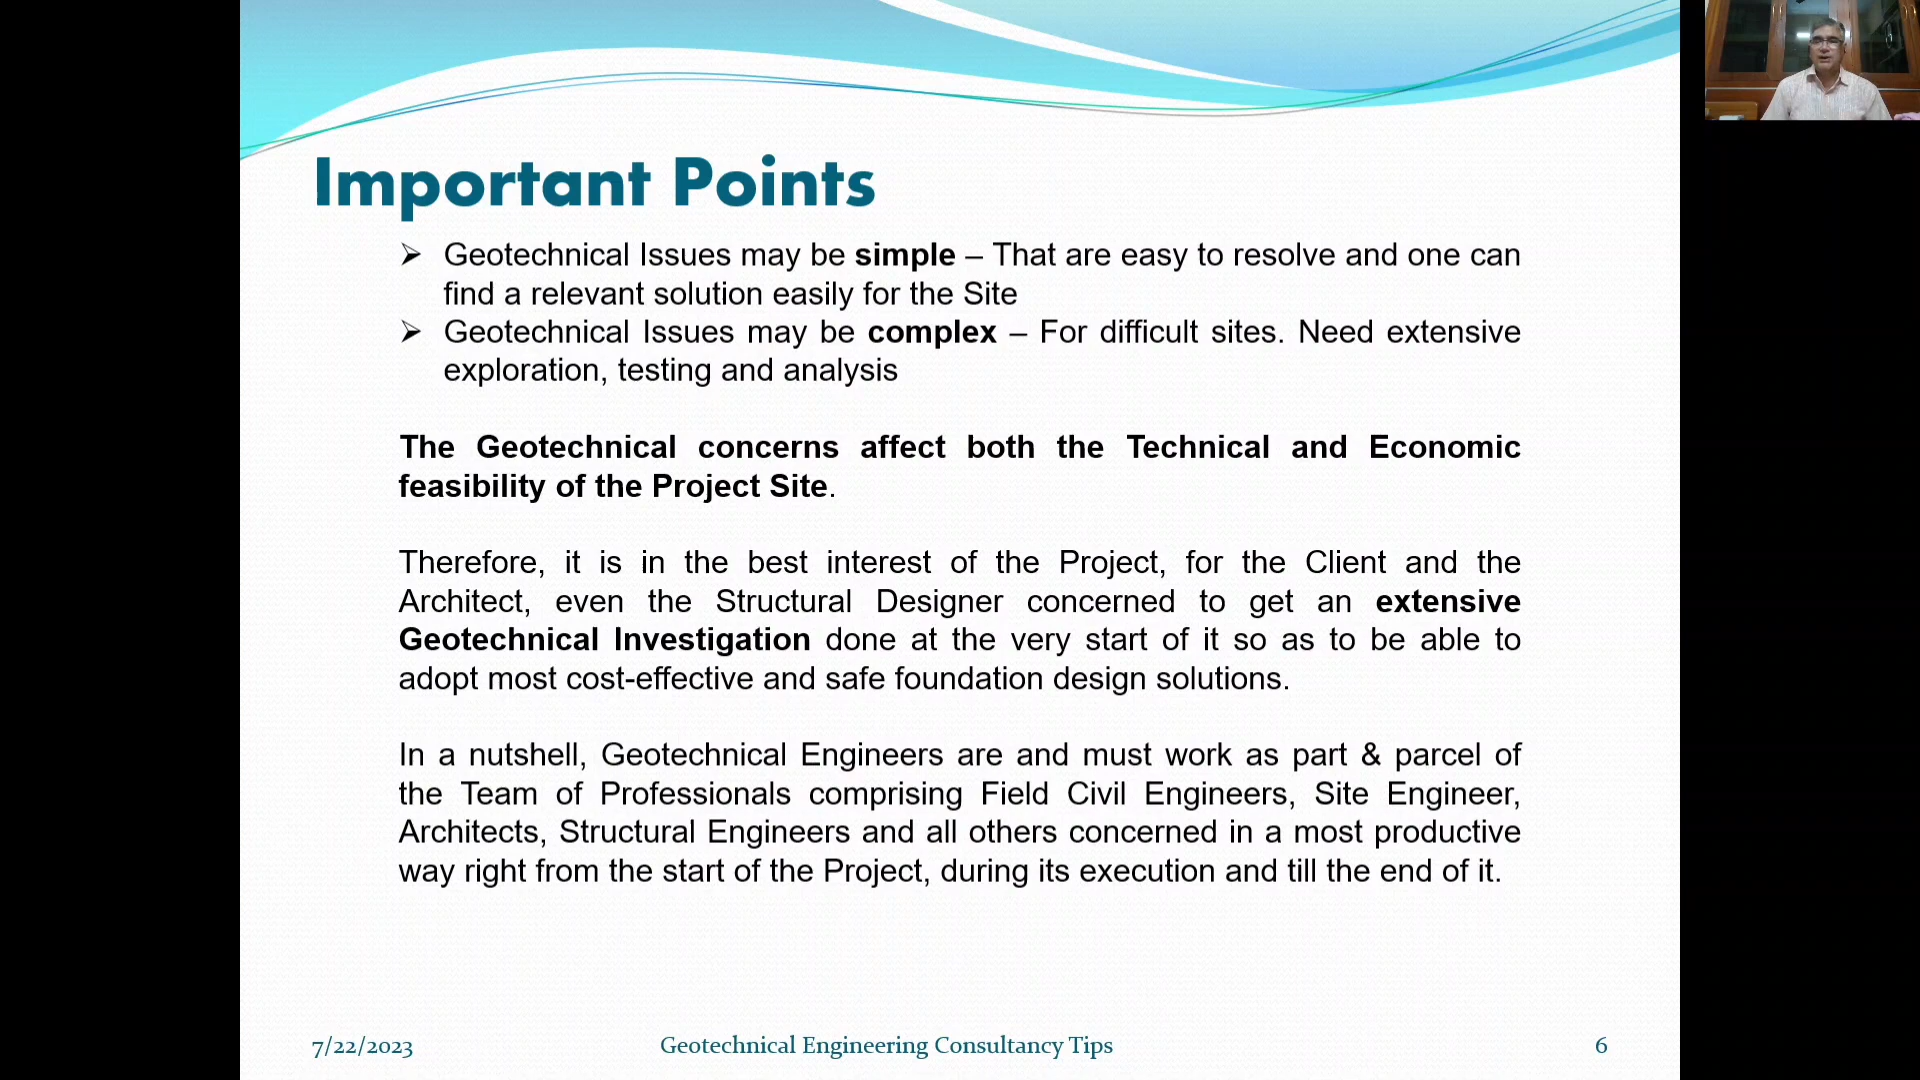 Important Points
➢ Geotechnical Issues may be simple – That are easy to resolve and one can
find a relevant solution easily for the Site
➢ Geotechnical Issues may be complex – For difficult sites. Need extensive
exploration, testing and analysis
The Geotechnical concerns affect both the Technical and Economic
feasibility of the Project Site.
Therefore, it is in the best interest of the Project, for the Client and the
Architect, even the Structural Designer concerned to get an extensive
Geotechnical Investigation done at the very start of it so as to be able to
adopt most cost-effective and safe foundation design solutions.
In a nutshell, Geotechnical Engineers are and must work as part & parcel of
the Team of Professionals comprising Field Civil Engineers, Site Engineer,
Architects, Structural Engineers and all others concerned in a most productive
way right from the start of the Project, during its execution and till the end of it.
7/22/2023
Geotechnical Engineering Consultancy Tips
6